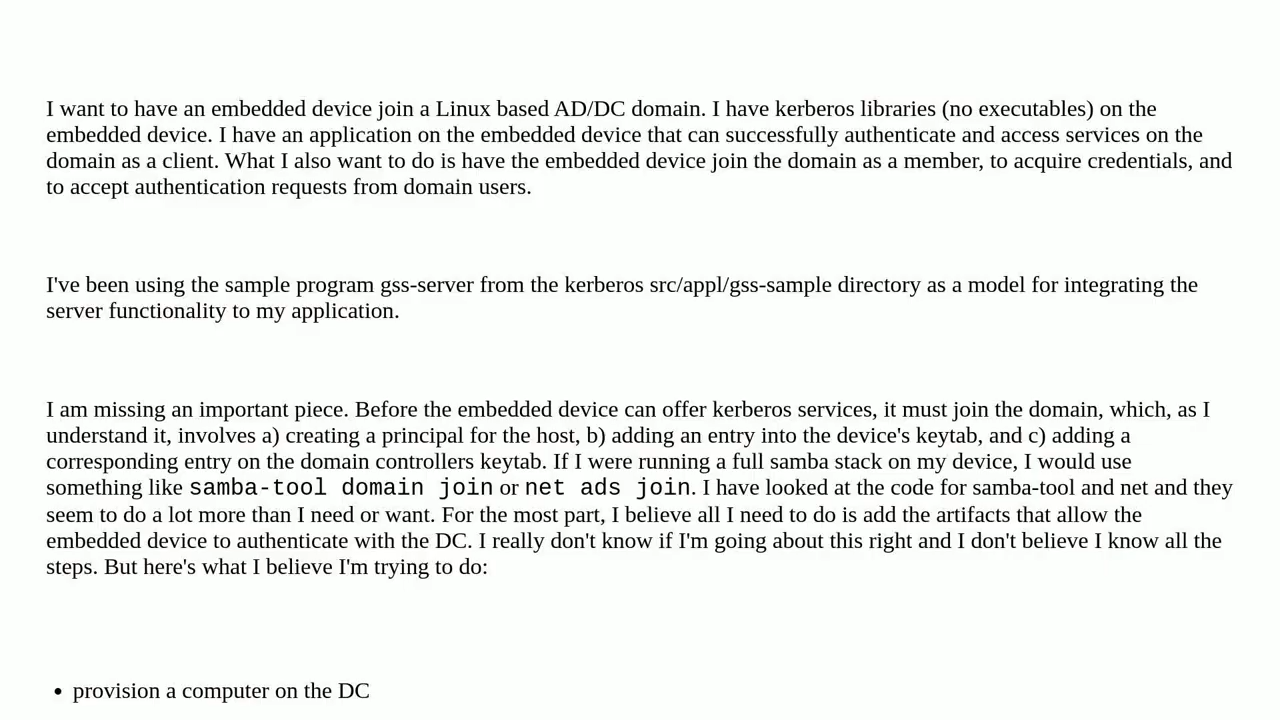 I want to have an embedded device join a Linux based AD/DC domain. I have kerberos libraries (no executables) on the
embedded device. I have an application on the embedded device that can successfully authenticate and access services on the
domain as a client. What I also want to do is have the embedded device join the domain as a member, to acquire credentials, and
to accept authentication requests from domain users.
I've been using the sample program gss-server from the kerberos src/appl/gss-sample directory as a model for integrating the
server functionality to my application.
I am missing an important piece. Before the embedded device can offer kerberos services, it must join the domain, which, as I
understand it, involves a) creating a principal for the host, b) adding an entry into the device's keytab, and c) adding a
corresponding entry on the domain controllers keytab. If I were running a full samba stack on my device, I would use
something like samba-tool domain join or net ads join. I have looked at the code for samba-tool and net and they
seem to do a lot more than I need or want. For the most part, I believe all I need to do is add the artifacts that allow the
embedded device to authenticate with the DC. I really don't know if I'm going about this right and I don't believe I know all the
steps. But here's what I believe I'm trying to do:
• provision a computer on the DC